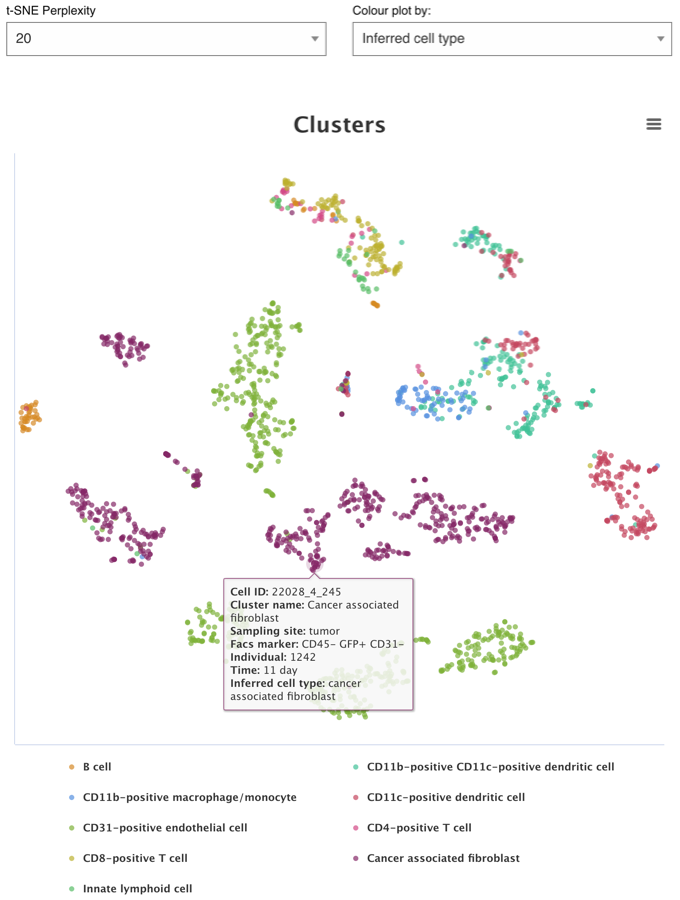 t-SNE Perplexity
Colour plot by:
20
Inferred cell type
Clusters
Cell ID: 22028_4_245
Cluster name: Cancer associated
fibroblast
Sampling site: tumor
Facs marker: CD45- GFP+ CD31-
Individual: 1242
Time: 11 day
Inferred cell type: cancer
associated fibroblast
B cell
CD11b-positive CD11c-positive dendritic cell
CD11b-positive macrophage/monocyte
CD11c-positive dendritic cell
CD31-positive endothelial cell
CD4-positive T cell
CD8-positive T cell
Cancer associated fibroblast
Innate lymphoid cell